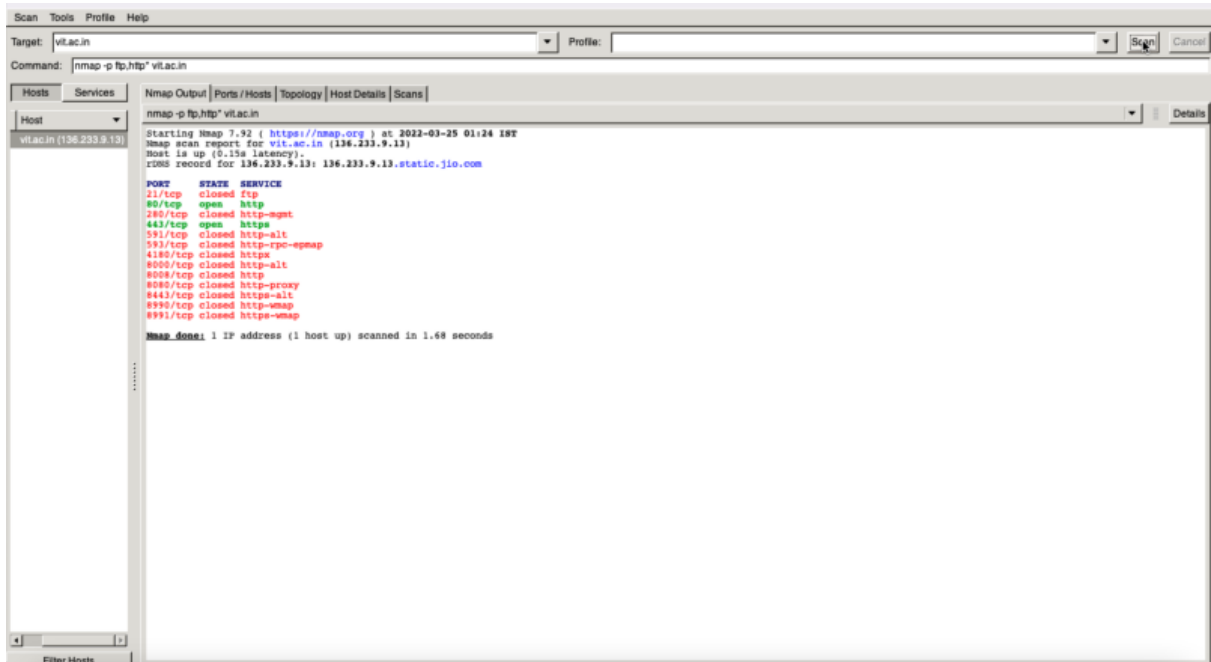 Scan Tools Profile Help
Target: vit.ac.in Profile: Scan Cancel
Command: nmap -p ftp,http* vit.ac.in
Hosts Services Nmap Output Ports / Hosts Topology Host Details Scans
Host nmap -p ftp,http* vit.ac.in Details
vit.ac.in (136.233.9.13)
Starting Nmap 7.92 ( https://nmap.org ) at 2022-03-25 01:24 IST
Nmap scan report for vit.ac.in (136.233.9.13)
Host is up (0.15s latency).
rDNS record for 136.233.9.13: 136.233.9.13.static.jio.com
PORT STATE SERVICE
21/tcp closed ftp
80/tcp open http
280/tcp closed http-mgmt
443/tcp open https
591/tcp closed http-alt
593/tcp closed http-rpc-epmap
4180/tcp closed httpx
8000/tcp closed http-alt
8008/tcp closed http
8080/tcp closed http-proxy
8443/tcp closed https-alt
8990/tcp closed http-wmap
8991/tcp closed https-wmap
Nmap done: 1 IP address (1 host up) scanned in 1.68 seconds
Filter Hosts